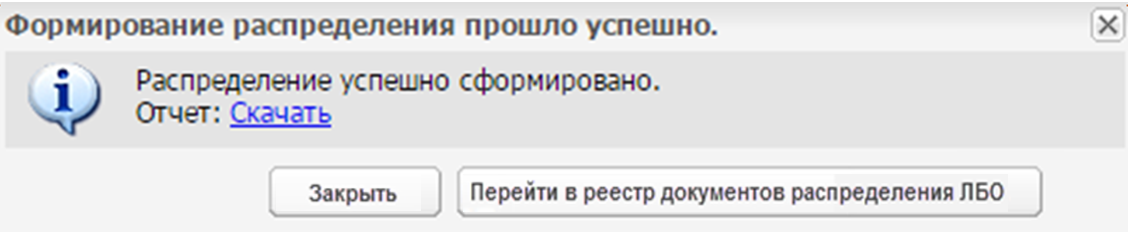 Формирование распределения прошло успешно.
Распределение успешно сформировано.
Отчет: Скачать
Закрыть
Перейти в реестр документов распределения ЛБО